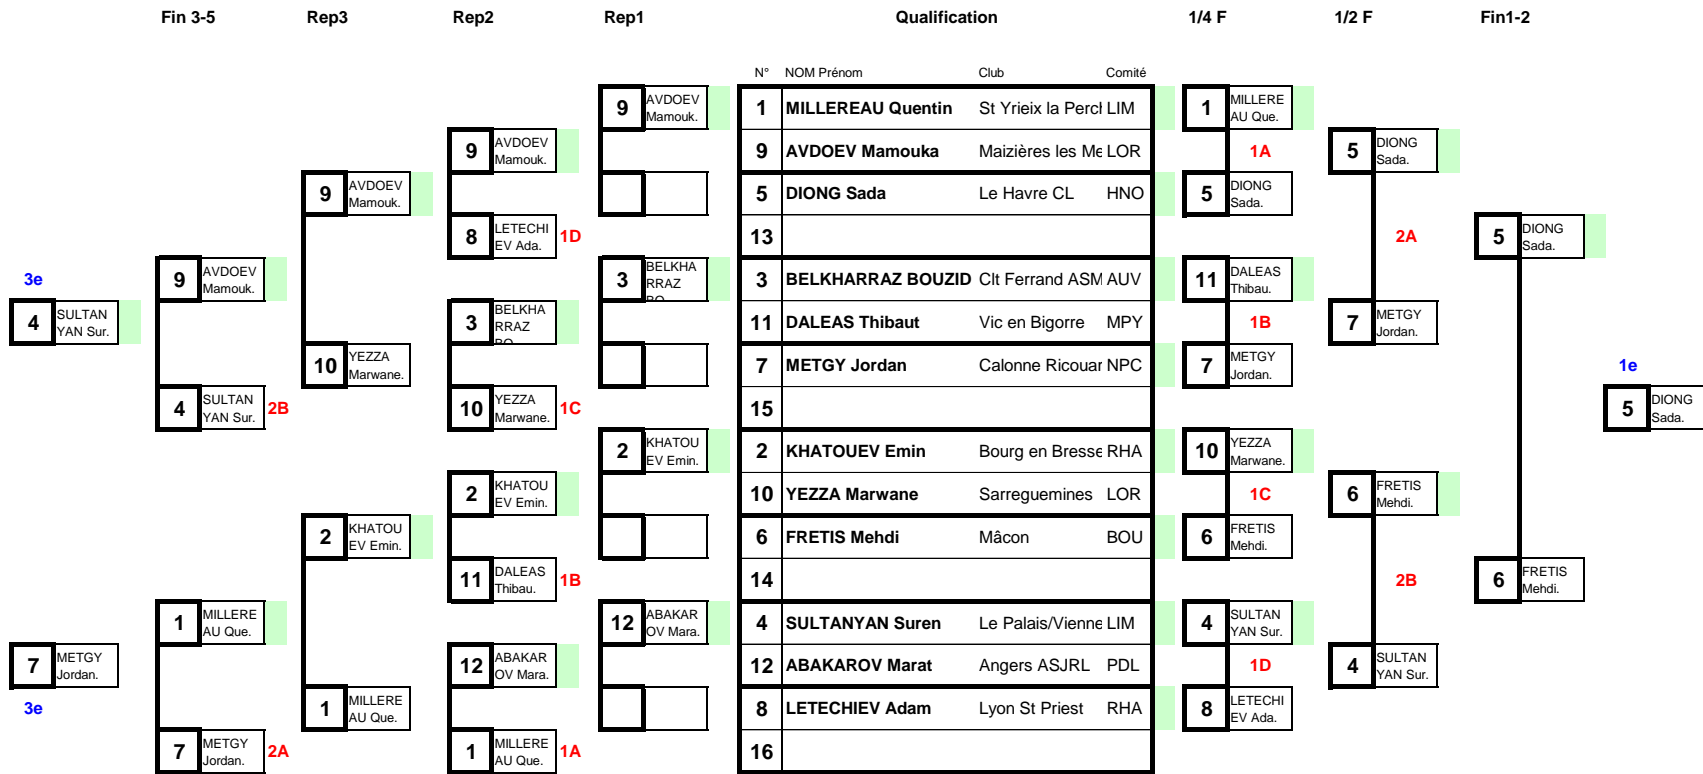 Fin 3-5 Rep3 Rep2 Rep1 Qualification 1/4 F 1/2 F Fin1-2
N° NOM Prénom Club Comité
9 AVDOEV Mamouk.
1 MILLEREAU Quentin St Yrieix la Percl LIM
1 MILLERE AU Que.
9 AVDOEV Mamouk.
9 AVDOEV Mamouka Maizières les Me LOR
1A
5 DIONG Sada.
9 AVDOEV Mamouk.
5 DIONG Sada Le Havre CL HNO
5 DIONG Sada.
8 LETECHI EV Ada. 1D
13
2A
5 DIONG Sada.
3e
9 AVDOEV Mamouk.
3 BELKHA RRAZ
3 BELKHARRAZ BOUZID Clt Ferrand ASM AUV
11 DALEAS Thibau.
4 SULTAN YAN Sur.
3 BELKHA RRAZ
11 DALEAS Thibaut Vic en Bigorre MPY
1B
7 METGY Jordan.
10 YEZZA Marwane.
7 METGY Jordan Calonne Ricouar NPC
7 METGY Jordan.
1e
4 SULTAN YAN Sur. 2B
10 YEZZA Marwane. 1C
15
5 DIONG Sada.
2 KHATOU EV Emin.
2 KHATOUEV Emin Bourg en Bresse RHA
10 YEZZA Marwane.
2 KHATOU EV Emin.
10 YEZZA Marwane Sarreguemines LOR
1C
6 FRETIS Mehdi.
2 KHATOU EV Emin.
6 FRETIS Mehdi Mâcon BOU
6 FRETIS Mehdi.
11 DALEAS Thibau. 1B
14
2B
6 FRETIS Mehdi.
1 MILLERE AU Que.
12 ABAKAR OV Mara.
4 SULTANYAN Suren Le Palais/Vienne LIM
4 SULTAN YAN Sur.
7 METGY Jordan.
12 ABAKAR OV Mara.
12 ABAKAROV Marat Angers ASJRL PDL
1D
4 SULTAN YAN Sur.
3e
1 MILLERE AU Que.
8 LETECHIEV Adam Lyon St Priest RHA
8 LETECHI EV Ada.
7 METGY Jordan. 2A
1 MILLERE AU Que. 1A
16